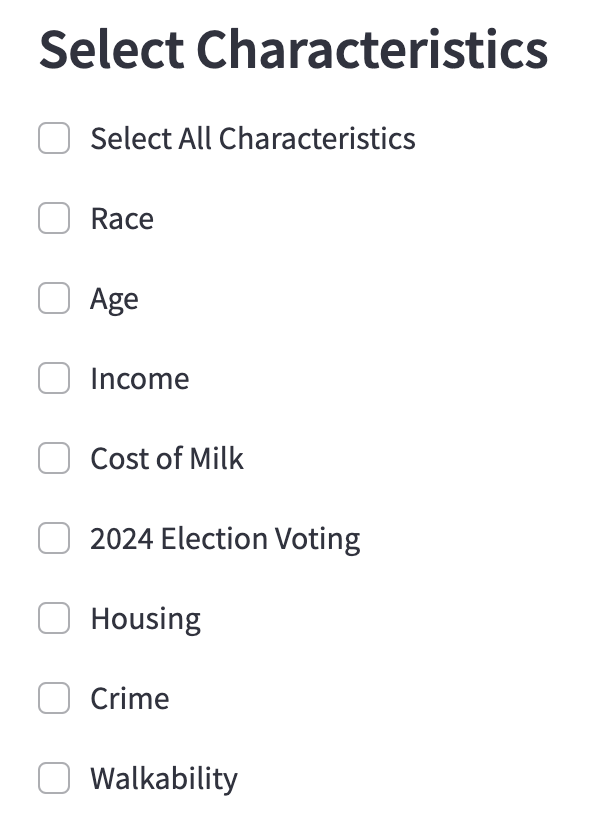 Select Characteristics
Select All Characteristics
Race
Age
Income
Cost of Milk
2024 Election Voting
Housing
Crime
Walkability